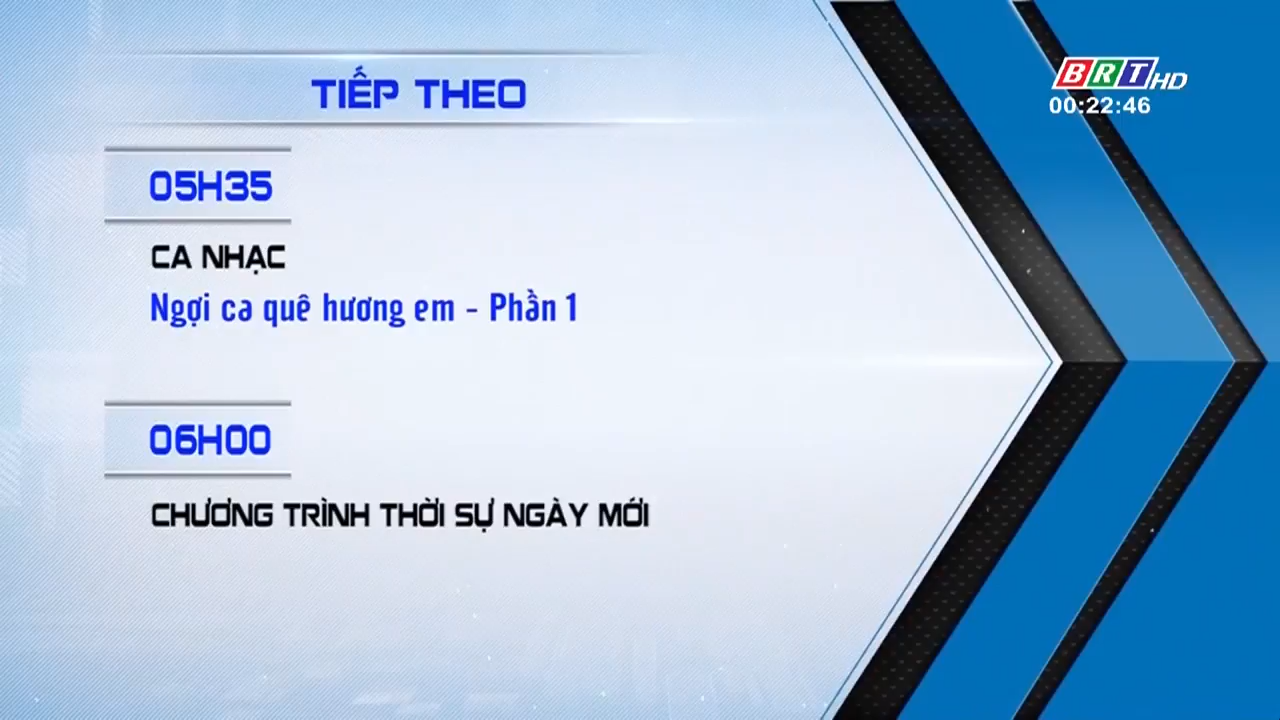 TIẾP THEO
BRT HD
00:22:46
05H35
CA NHẠC
Ngợi ca quê hương em - Phần 1
06H00
CHƯƠNG TRÌNH THỜI SỰ NGÀY MỚI